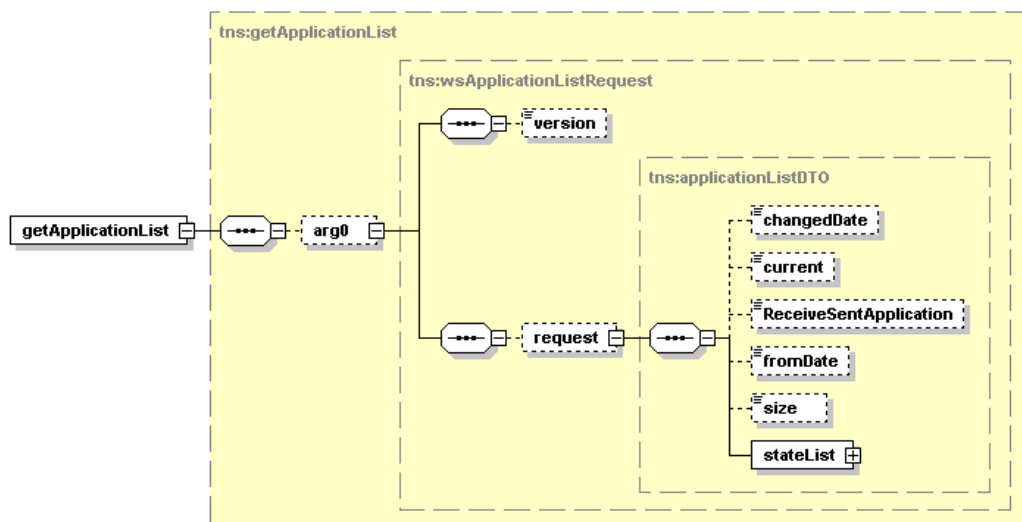 tns:getApplicationList
tns:wsApplicationListRequest
version
tns:applicationListDTO
changedDate
getApplicationList
arg0
current
ReceiveSentApplication
request
fromDate
size
stateList